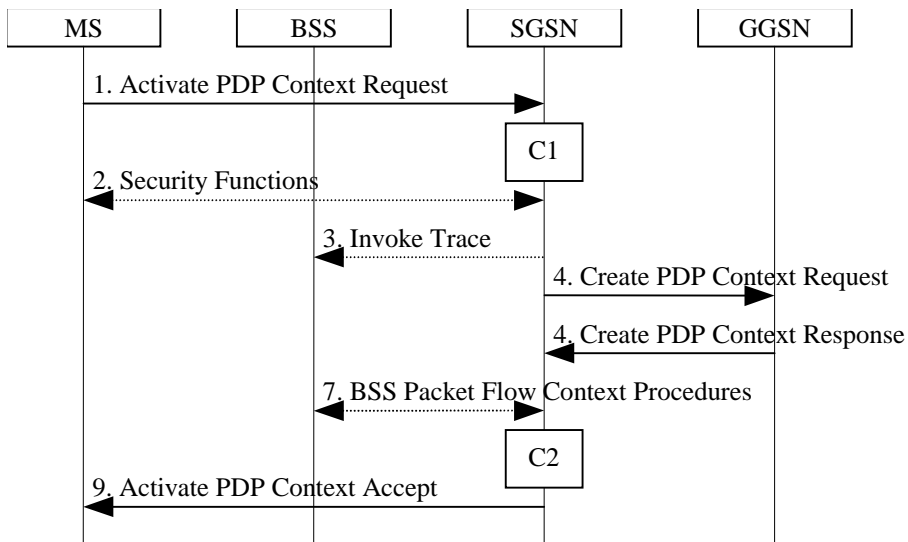 MS BSS SGSN GGSN
1. Activate PDP Context Request
C1
2. Security Functions
3. Invoke Trace
4. Create PDP Context Request
4. Create PDP Context Response
7. BSS Packet Flow Context Procedures
C2
9. Activate PDP Context Accept